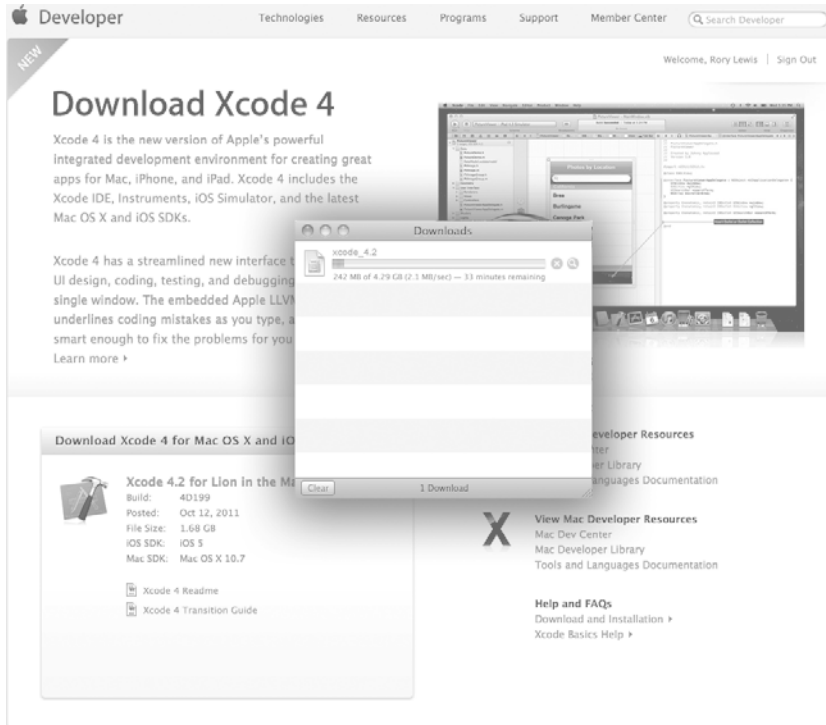 Developer
Technologies Resources Programs Support Member Center Search Developer
NEW
Welcome, Rory Lewis | Sign Out
Download Xcode 4
Xcode 4 is the new version of Apple's powerful
integrated development environment for creating great
apps for Mac, iPhone, and iPad. Xcode 4 includes the
Xcode IDE, Instruments, iOS Simulator, and the latest
Mac OS X and iOS SDKs.
Xcode 4 has a streamlined new interface
UI design, coding, testing, and debugging
single window. The embedded Apple
underlines coding mistakes as you type,
smart enough to fix the problems for you
Learn more
Photos by Location
Brea
Burlingame
Canoga Park
Downloads
xcode_4.2
242 MB of 4.29 GB (2.1 MB/sec) — 33 minutes remaining
Clear
1 Download
Download Xcode 4 for Mac OS X and
Xcode 4.2 for Lion in the
Build: 4D199
Posted: Oct 12, 2011
File Size: 1.68 GB
iOS SDK: iOS 5
Mac SDK: Mac OS X 10.7
Xcode 4 Readme
Xcode 4 Transition Guide
Resources
Library
Documentation
View Mac Developer Resources
Mac Dev Center
Mac Developer Library
Tools and Languages Documentation
Help and FAQs
Download and Installation
Xcode Basics Help